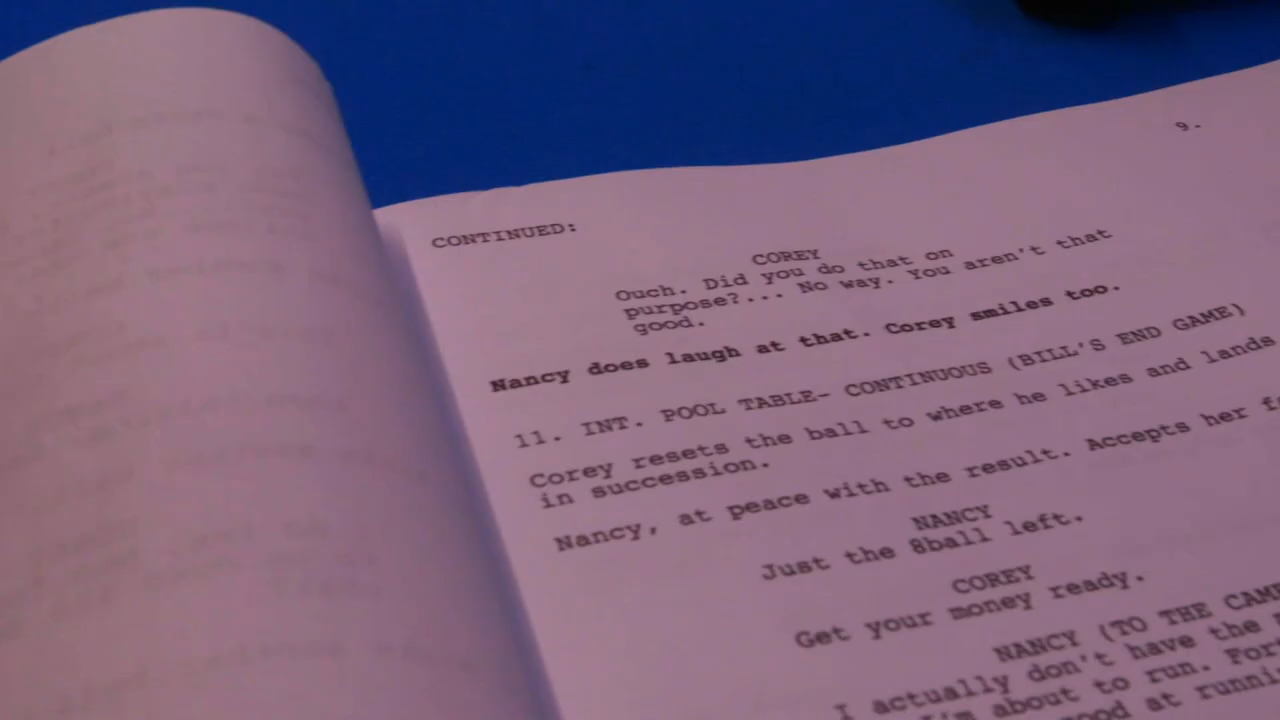 9.
CONTINUED:
COREY
Ouch. Did you do that on
purpose?... No way. You aren't that
good.
Nancy does laugh at that. Corey smiles too.
11. INT. POOL TABLE- CONTINUOUS (BILL'S END GAME)
Corey resets the ball to where he likes and lands
in succession.
Nancy, at peace with the result. Accepts her
NANCY
Just the 8ball left.
COREY
Get your money ready.
NANCY (TO THE
I actually don't have the
I'm about to run.
at